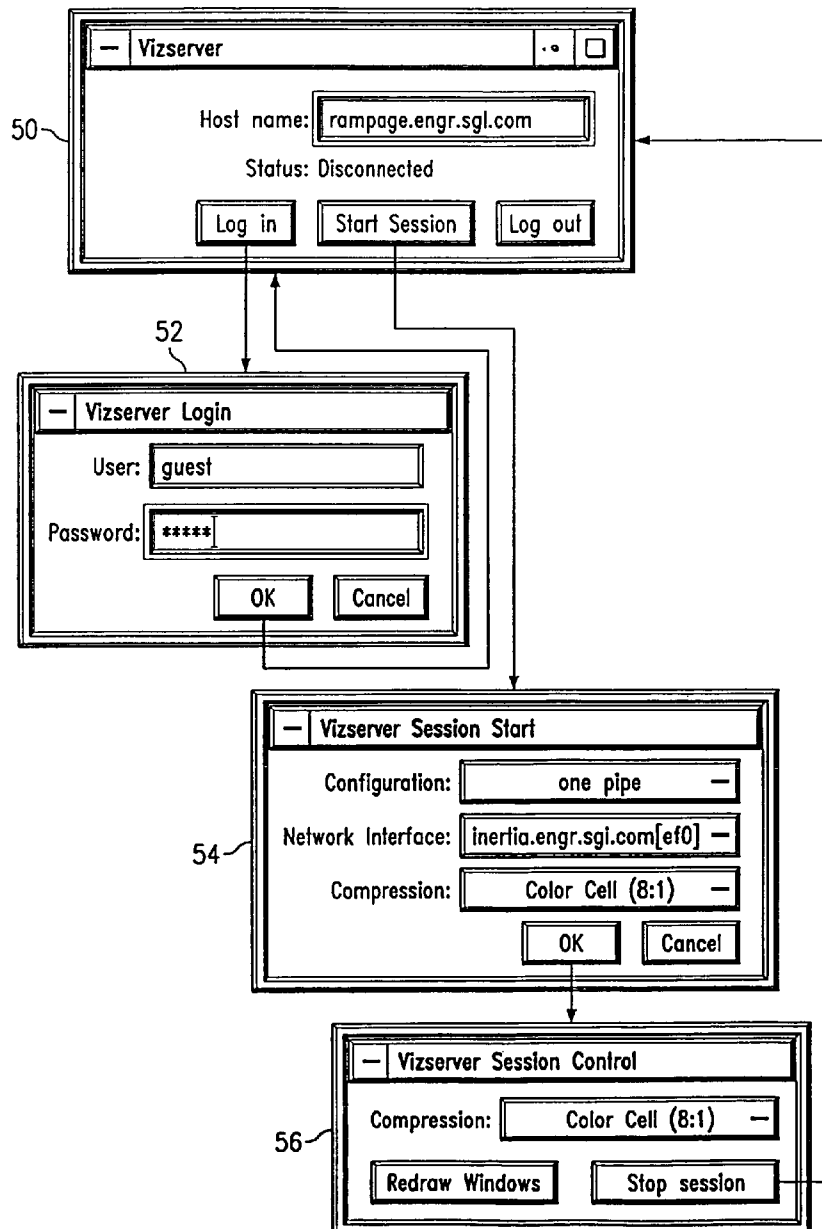 Vizserver
50
Host name: rampage.engr.sgl.com
Status: Disconnected
Log in Start Session Log out
52
Vizserver Login
User: guest
Password: *****
OK Cancel
Vizserver Session Start
Configuration: one pipe
54
Network Interface: inertia.engr.sgi.com[ef0]
Compression: Color Cell (8:1)
OK Cancel
Vizserver Session Control
56
Compression: Color Cell (8:1)
Redraw Windows Stop session